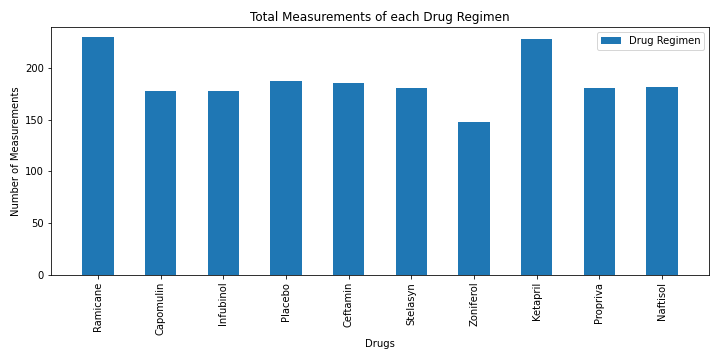 Total Measurements of each Drug Regimen
Drug Regimen
Number of Measurements
200
150
100
50
0
Ramicane
Capomulin
Infubinol
Placebo
Ceftamin
Stelasyn
Zoniferol
Ketapril
Propriva
Naftisol
Drugs